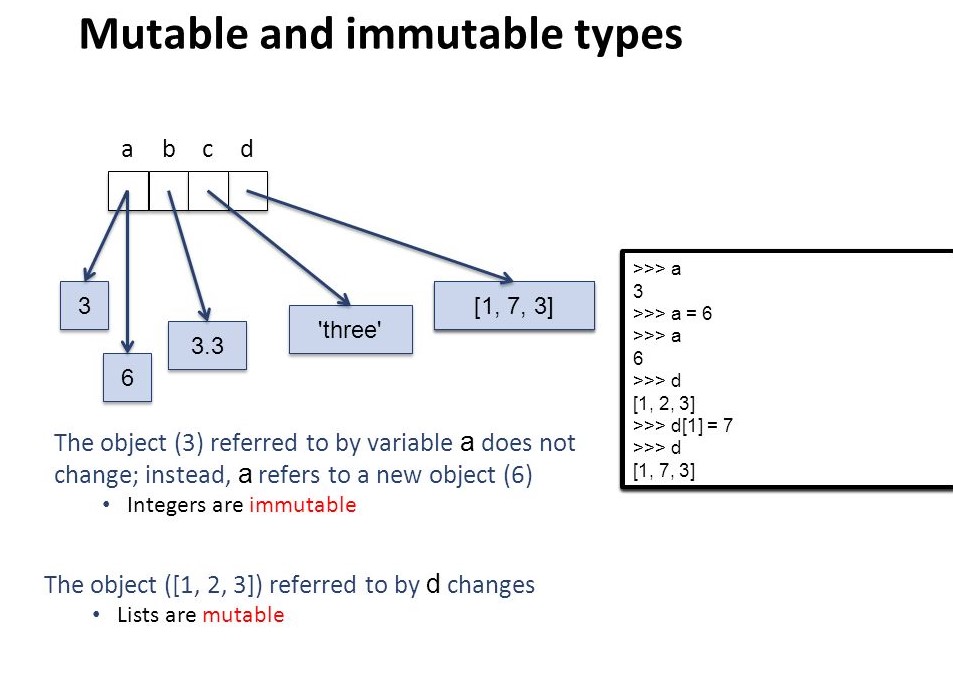 Mutable and immutable types
a b c d
3
6
3.3
'three'
[1, 7, 3]
>>> a
3
>>> a = 6
>>> a
6
>>> d
[1, 2, 3]
>>> d[1] = 7
>>> d
[1, 7, 3]
The object (3) referred to by variable a does not
change; instead, a refers to a new object (6)
• Integers are immutable
The object ([1, 2, 3]) referred to by d changes
• Lists are mutable